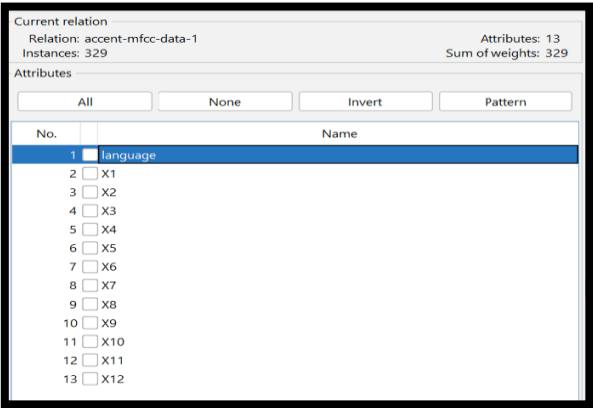 Current relation
Relation: accent-mfcc-data-1 Attributes: 13
Instances: 329 Sum of weights: 329
Attributes
All None Invert Pattern
No. Name
1 language
2 X1
3 X2
4 X3
5 X4
6 X5
7 X6
8 X7
9 X8
10 X9
11 X10
12 X11
13 X12